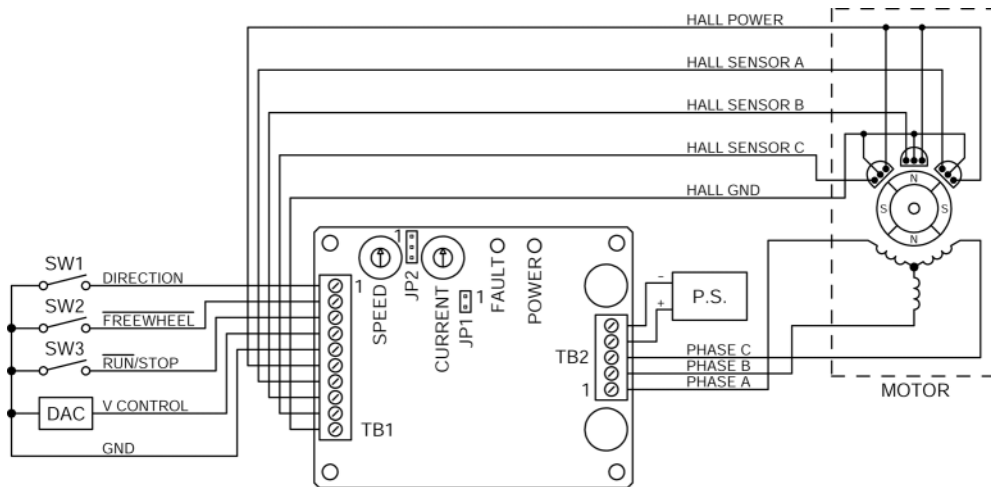 HALL POWER
HALL SENSOR A
HALL SENSOR B
HALL SENSOR C
HALL GND
N
S
S
N
SW1
DIRECTION
SW2
FREEWHEEL
SW3
RUN/STOP
DAC
V CONTROL
GND
1
TB1
SPEED
1
JP2
CURRENT
1
JP1
FAULT
POWER
-
+
P.S.
TB2
1
PHASE C
PHASE B
PHASE A
MOTOR